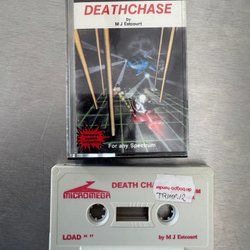 DEATHCHASE
by
M J Estcourt
For any Spectrum
MICROMEGA
DEATH CHA
M
LOAD " "
by M J Estcourt